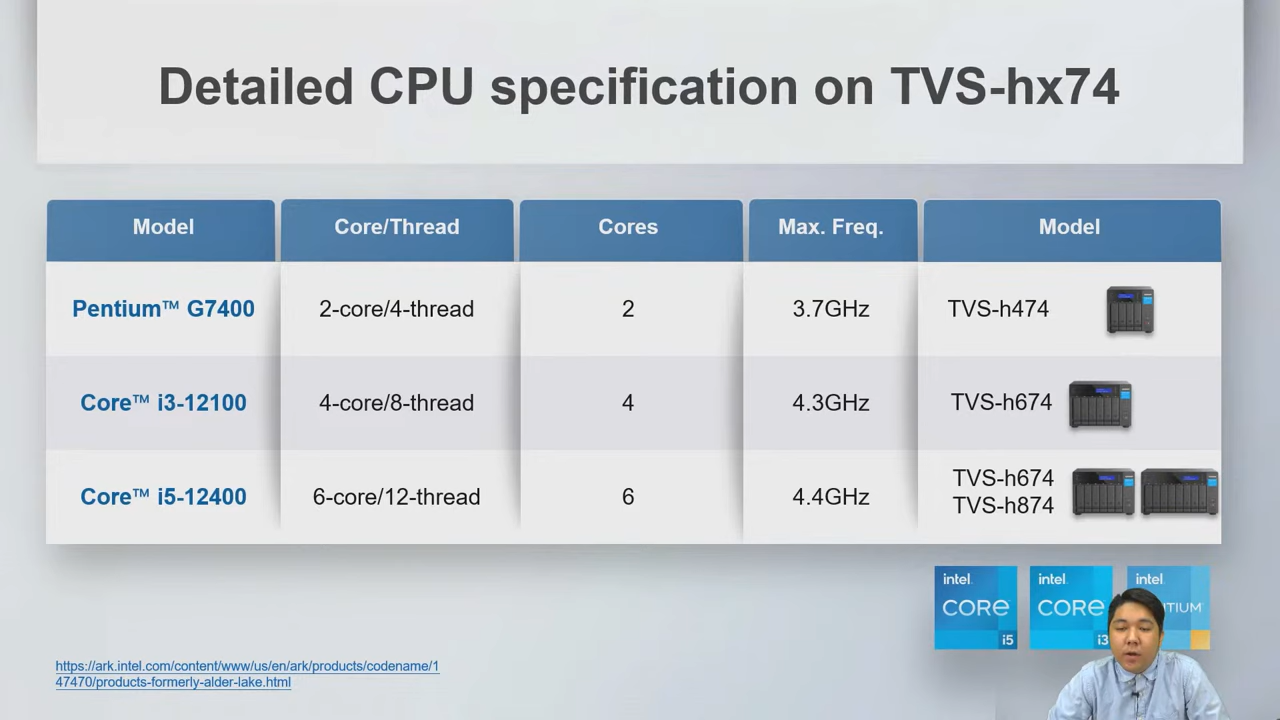 Detailed CPU specification on TVS-hx74
Model Core/Thread Cores Max. Freq. Model
Pentium™ G7400 2-core/4-thread 2 3.7GHz TVS-h474
Core™ i3-12100 4-core/8-thread 4 4.3GHz TVS-h674
Core™ i5-12400 6-core/12-thread 6 4.4GHz TVS-h674
TVS-h874
intel. intel. intel
CORE CORE TIUM
i5 i3
https://ark.intel.com/content/www/us/en/ark/products/codename/1
47470/products-formerly-alder-lake.html